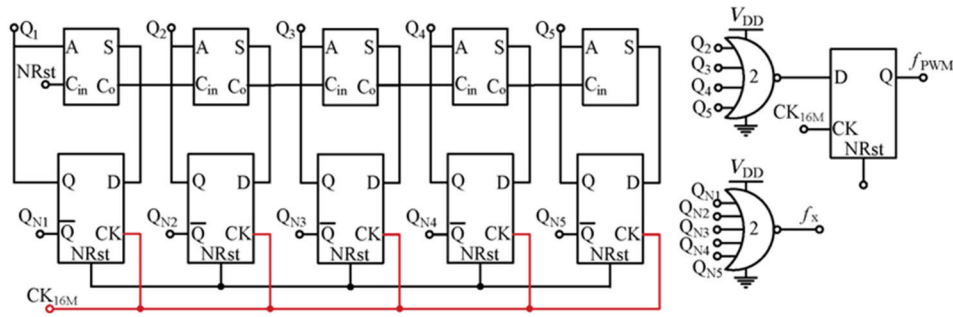 Q1 Q2 Q3 Q4 Q5
A S A S A S A S A
NRst Cin Co Cin Co Cin Co Cin Co Cin
Q D Q D Q D Q D Q D
QN1 QN2 QN3 QN4 QN5
Q̅ CK Q̅ CK Q̅ CK Q̅ CK Q̅ CK
NRst NRst NRst NRst NRst
CK16M
VDD
Q2
Q3
Q4
Q5
2
D Q fPWM
CK16M CK
NRst
VDD
QN1
QN2
QN3
QN4
QN5
2
fx